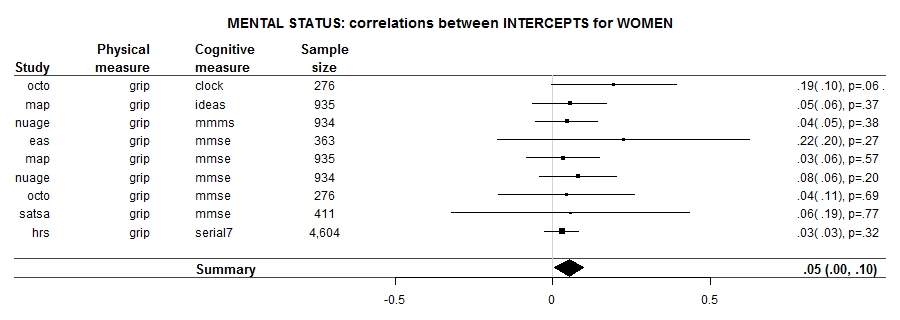 MENTAL STATUS: correlations between INTERCEPTS for WOMEN
Physical Cognitive Sample
Study measure measure size
octo grip clock 276 .19( .10), p=.06 .
map grip ideas 935 .05( .06), p=.37
nuage grip mmms 934 .04( .05), p=.38
eas grip mmse 363 .22( .20), p=.27
map grip mmse 935 .03( .06), p=.57
nuage grip mmse 934 .08( .06), p=.20
octo grip mmse 276 .04( .11), p=.69
satsa grip mmse 411 .06( .19), p=.77
hrs grip serial7 4,604 .03( .03), p=.32
Summary .05 (.00, .10)
-0.5 0 0.5